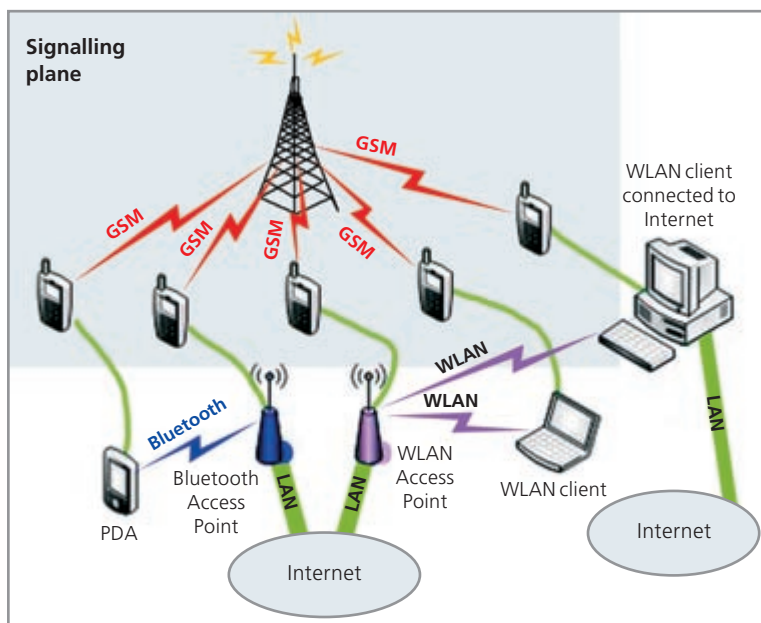 Signalling
plane
GSM
GSM
GSM
GSM
GSM
WLAN client
connected to
Internet
WLAN
WLAN
LAN
Bluetooth
PDA
Bluetooth
Access
Point
LAN
LAN
WLAN
Access
Point
WLAN client
Internet
Internet